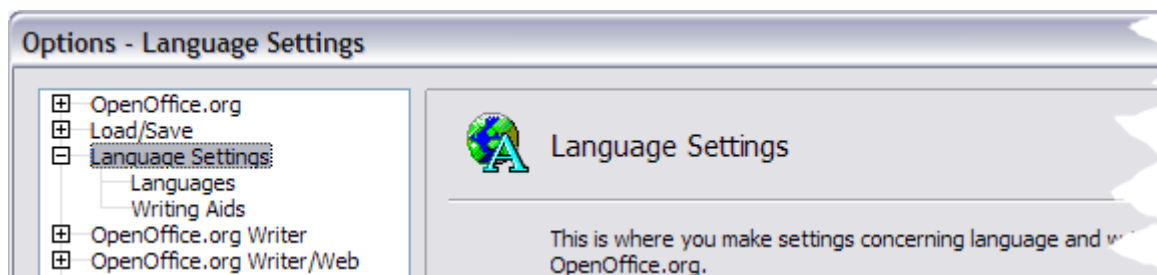 Options - Language Settings
OpenOffice.org
Load/Save
Language Settings
Languages
Writing Aids
OpenOffice.org Writer
OpenOffice.org Writer/Web
Language Settings
This is where you make settings concerning language and
OpenOffice.org.